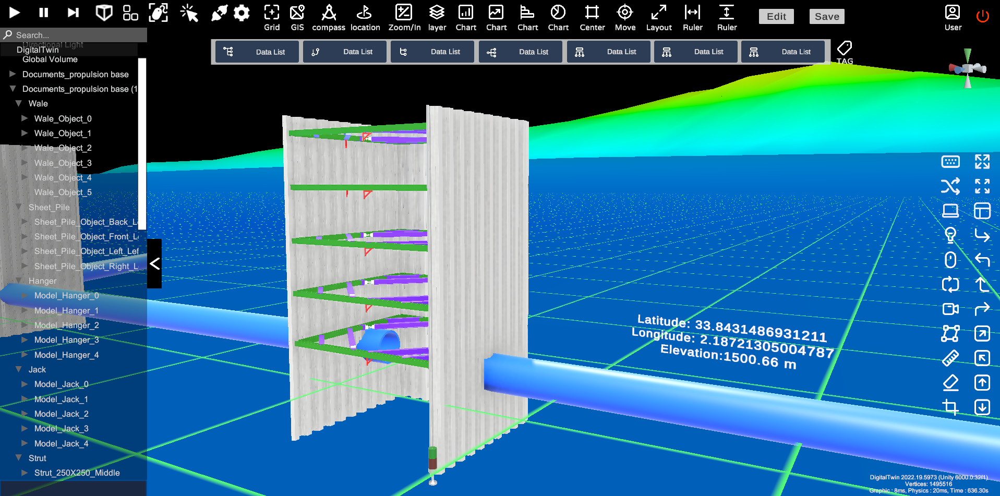 Grid GIS compass location Zoom/In layer Chart Chart Chart Chart Center Move Layout Ruler Ruler
Edit Save
User
Search...
Data List Data List Data List Data List Data List Data List Data List
TAG
Directional Light
DigitalTwin
Global Volume
Documents_propulsion base
Documents_propulsion base (1
Wale
Wale_Object_0
Wale_Object_1
Wale_Object_2
Wale_Object_3
Wale_Object_4
Wale_Object_5
Sheet_Pile
Sheet_Pile_Object_Back_L
Sheet_Pile_Object_Front_L
Sheet_Pile_Object_Left_Lef
Sheet_Pile_Object_Right_L
Hanger
Model_Hanger_0
Model_Hanger_1
Model_Hanger_2
Model_Hanger_3
Model_Hanger_4
Jack
Model_Jack_0
Model_Jack_1
Model_Jack_2
Model_Jack_3
Model_Jack_4
Strut
Strut_250X250_Middle
Latitude: 33.8431486931211
Longitude: 2.18721305004787
Elevation:1500.66 m
DigitalTwin 2022.19.5973 (Unity 6000.0.32f1)
Vertices: 1495516
Graphic : 8ms, Physics : 20ms, Time : 636.30s